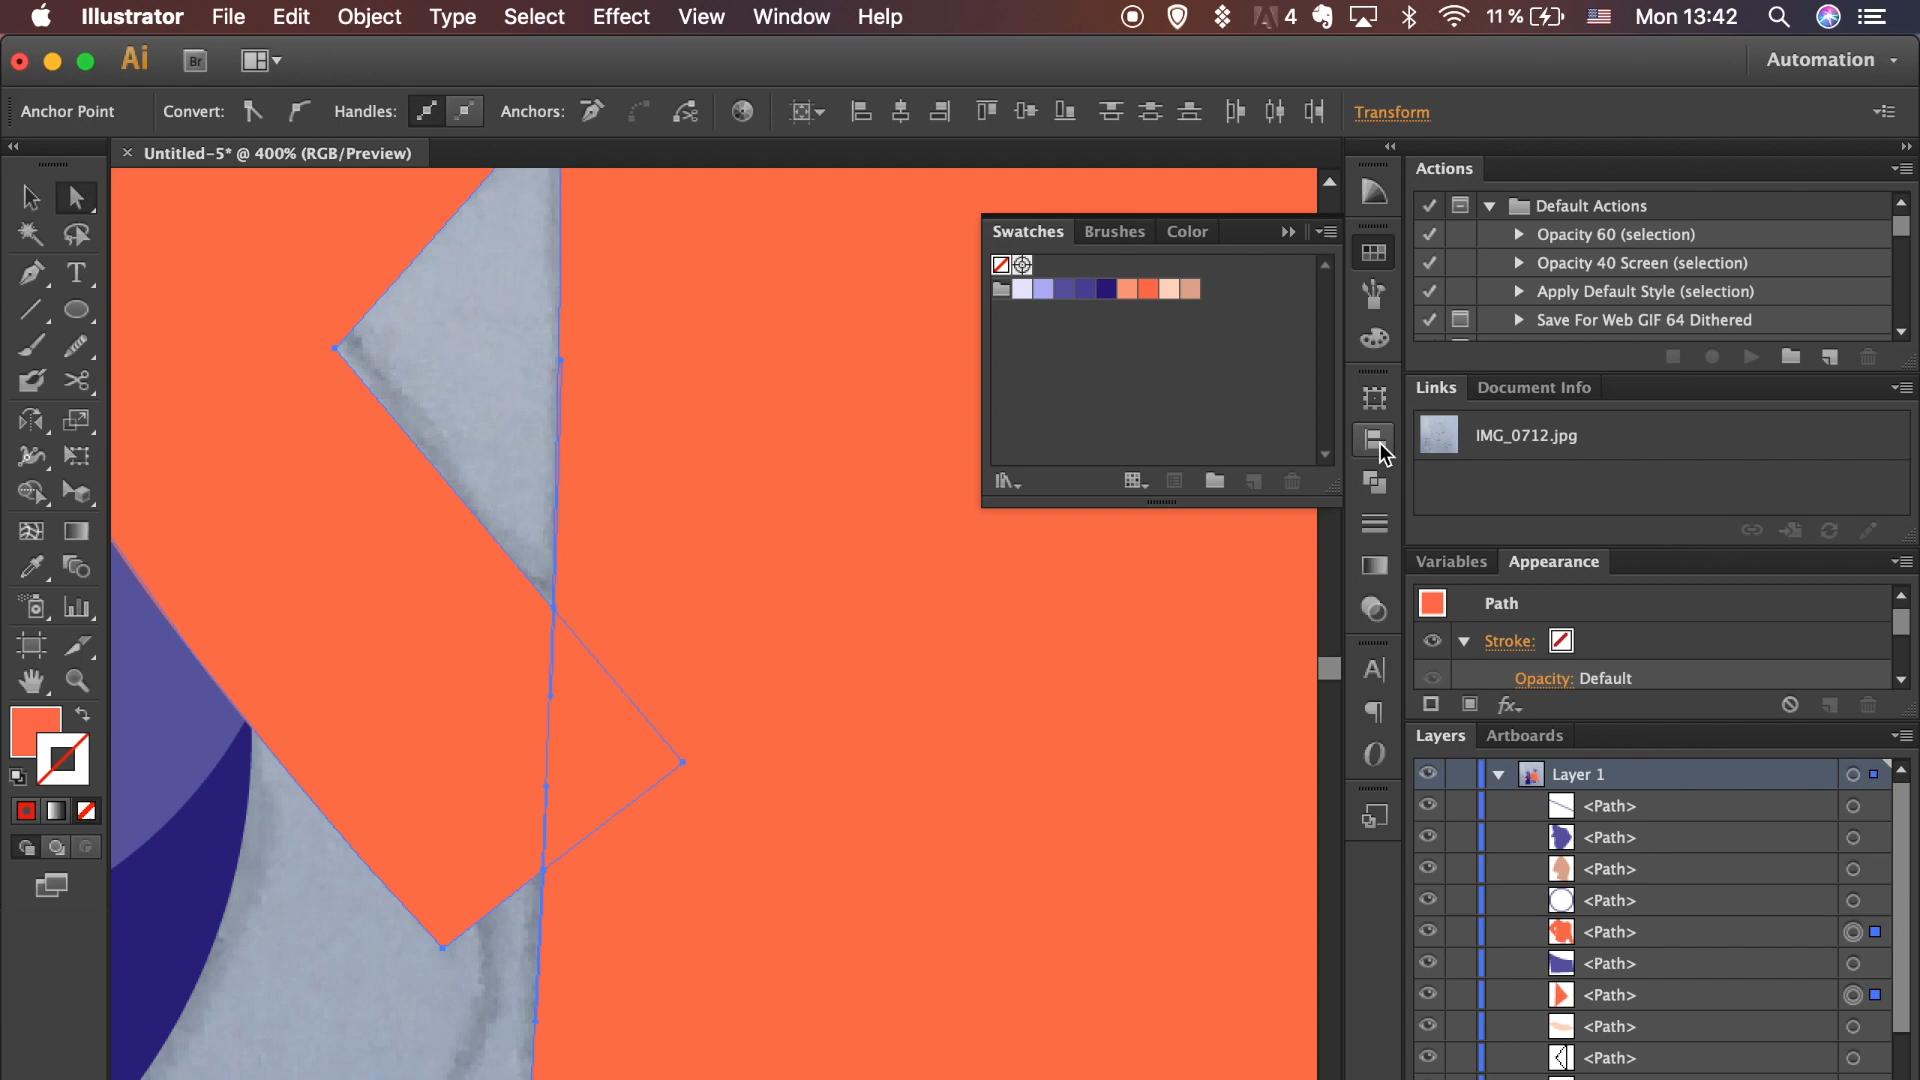 Illustrator File Edit Object Type Select Effect View Window Help 4 11 % Mon 13:42
Ai Br Automation
Anchor Point Convert: Handles: Anchors: Transform
× Untitled-5* @ 400% (RGB/Preview)
Actions
Default Actions
Opacity 60 (selection)
Opacity 40 Screen (selection)
Apply Default Style (selection)
Save For Web GIF 64 Dithered
Swatches Brushes Color
Links Document Info
IMG_0712.jpg
Variables Appearance
Path
Stroke:
Opacity: Default
fx
Layers Artboards
Layer 1
<Path>
<Path>
<Path>
<Path>
<Path>
<Path>
<Path>
<Path>
<Path>